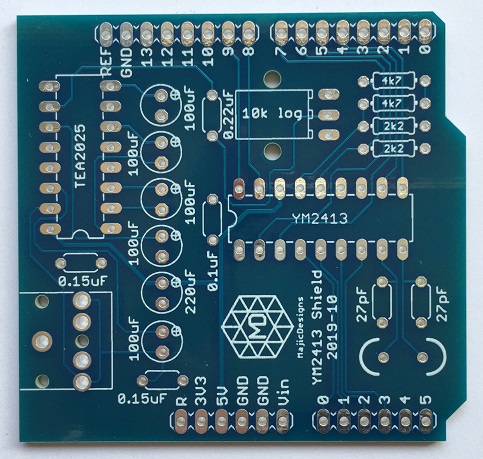 REF
GND
13
12
11
10
9
8
7
6
5
4
3
2
1
0
TEA2025
100uF
0.22uF
10k log
4k7
4k7
2k2
2k2
100uF
100uF
YM2413
100uF
0.1uF
0.15uF
220uF
27pF
27pF
100uF
MD
MajicDesigns
YM2413 Shield
2019-10
0.15uF
R
3V3
5V
GND
GND
Vin
0
1
2
3
4
5